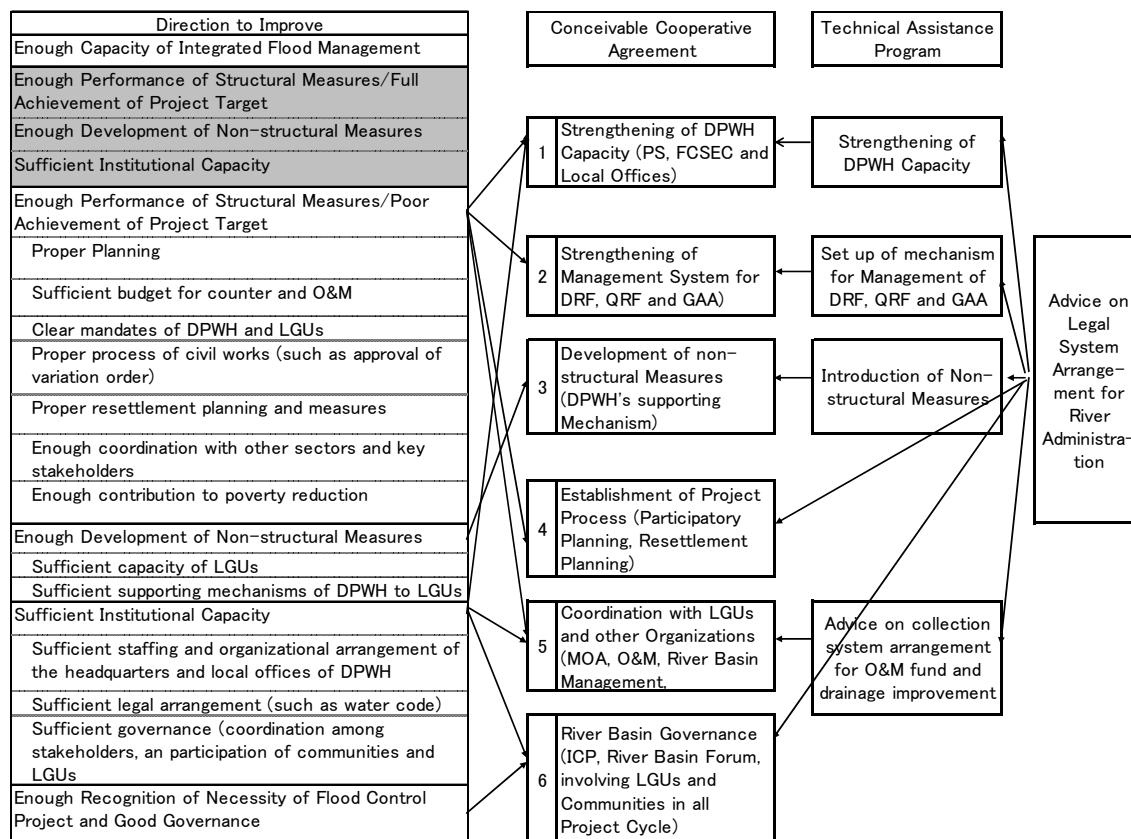 Direction to Improve
Enough Capacity of Integrated Flood Management
Enough Performance of Structural Measures/Full
Achievement of Project Target
Enough Development of Non-structural Measures
Sufficient Institutional Capacity
Enough Performance of Structural Measures/Poor
Achievement of Project Target
Proper Planning
Sufficient budget for counter and O&M
Clear mandates of DPWH and LGUs
Proper process of civil works (such as approval of
variation order)
Proper resettlement planning and measures
Enough coordination with other sectors and key
stakeholders
Enough contribution to poverty reduction
Enough Development of Non-structural Measures
Sufficient capacity of LGUs
Sufficient supporting mechanisms of DPWH to LGUs
Sufficient Institutional Capacity
Sufficient staffing and organizational arrangement of
the headquarters and local offices of DPWH
Sufficient legal arrangement (such as water code)
Sufficient governance (coordination among
stakeholders, an participation of communities and
LGUs
Enough Recognition of Necessity of Flood Control
Project and Good Governance
Conceivable Cooperative
Agreement
1
Strengthening of DPWH
Capacity (PS, FCSEC and
Local Offices)
2
Strengthening of
Management System for
DRF, QRF and GAA)
3
Development of non-
structural Measures
(DPWH's supporting
Mechanism)
4
Establishment of Project
Process (Participatory
Planning, Resettlement
Planning)
5
Coordination with LGUs
and other Organizations
(MOA, O&M, River Basin
Management,
6
River Basin Governance
(ICP, River Basin Forum,
involving LGUs and
Communities in all
Project Cycle)
Technical Assistance
Program
Strengthening of
DPWH Capacity
Set up of mechanism
for Management of
DRF, QRF and GAA
Introduction of Non-
structural Measures
Advice on collection
system arrangement
for O&M fund and
drainage improvement
Advice on
Legal
System
Arrange-
ment for
River
Administra-
tion